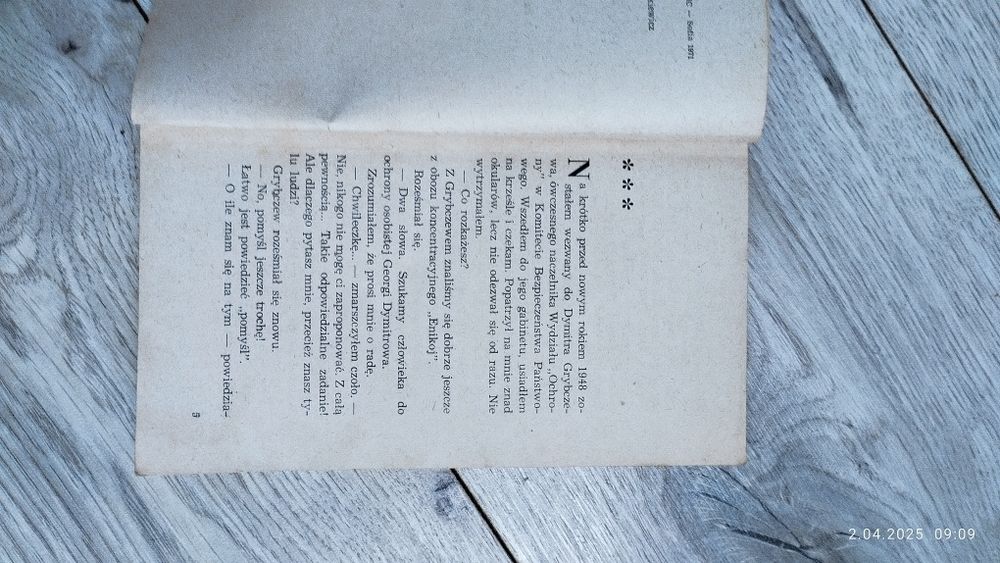 IC — Sofia 1971
kiewicz
* * *
Na krótko przed nowym rokiem 1948 zo-
stałem wezwany do Dymitra Grybcze-
wa, ówczesnego naczelnika Wydziału „Ochro-
ny” w Komitecie Bezpieczeństwa Państwo-
wego. Wszedłem do jego gabinetu, usiadłem
na krześle i czekam. Popatrzył na mnie znad
okularów, lecz nie odezwał się od razu. Nie
wytrzymałem.
— Co rozkażesz?
Z Grybczewem znaliśmy się dobrze jeszcze
z obozu koncentracyjnego „Enikoj”.
Roześmiał się.
— Dwa słowa. Szukamy człowieka do
ochrony osobistej Georgi Dymitrowa.
Zrozumiałem, że prosi mnie o radę.
— Chwileczkę... — zmarszczyłem czoło. —
Nie, nikogo nie mogę ci zaproponować. Z całą
pewnością. Takie odpowiedzialne zadanie!
Ale dlaczego pytasz mnie, przecież znasz ty-
lu ludzi?
Grybczew roześmiał się znowu.
— No, pomyśl jeszcze trochę!
Łatwo jest powiedzieć „pomyśl”.
— O ile znam się na tym — powiedzia-
5
2.04.2025 09:09